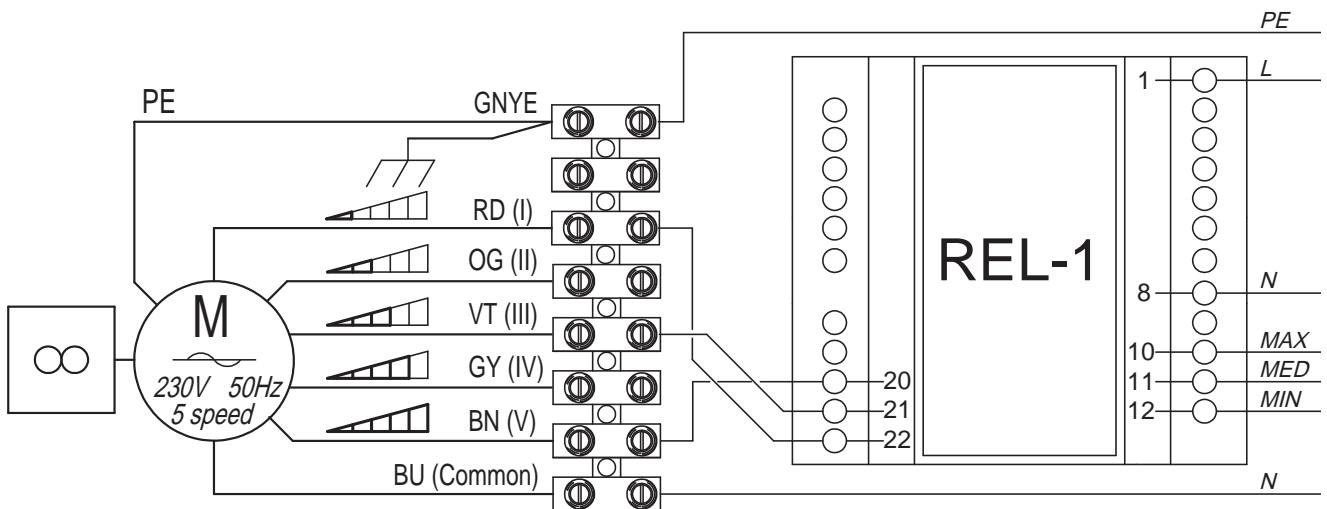 PE
L
PE
GNYE
1
RD (I)
OG (II)
REL-1
8
N
M
VT (III)
230V 50Hz
5 speed
GY (IV)
10
MAX
20
11
MED
BN (V)
21
12
MIN
22
BU (Common)
N